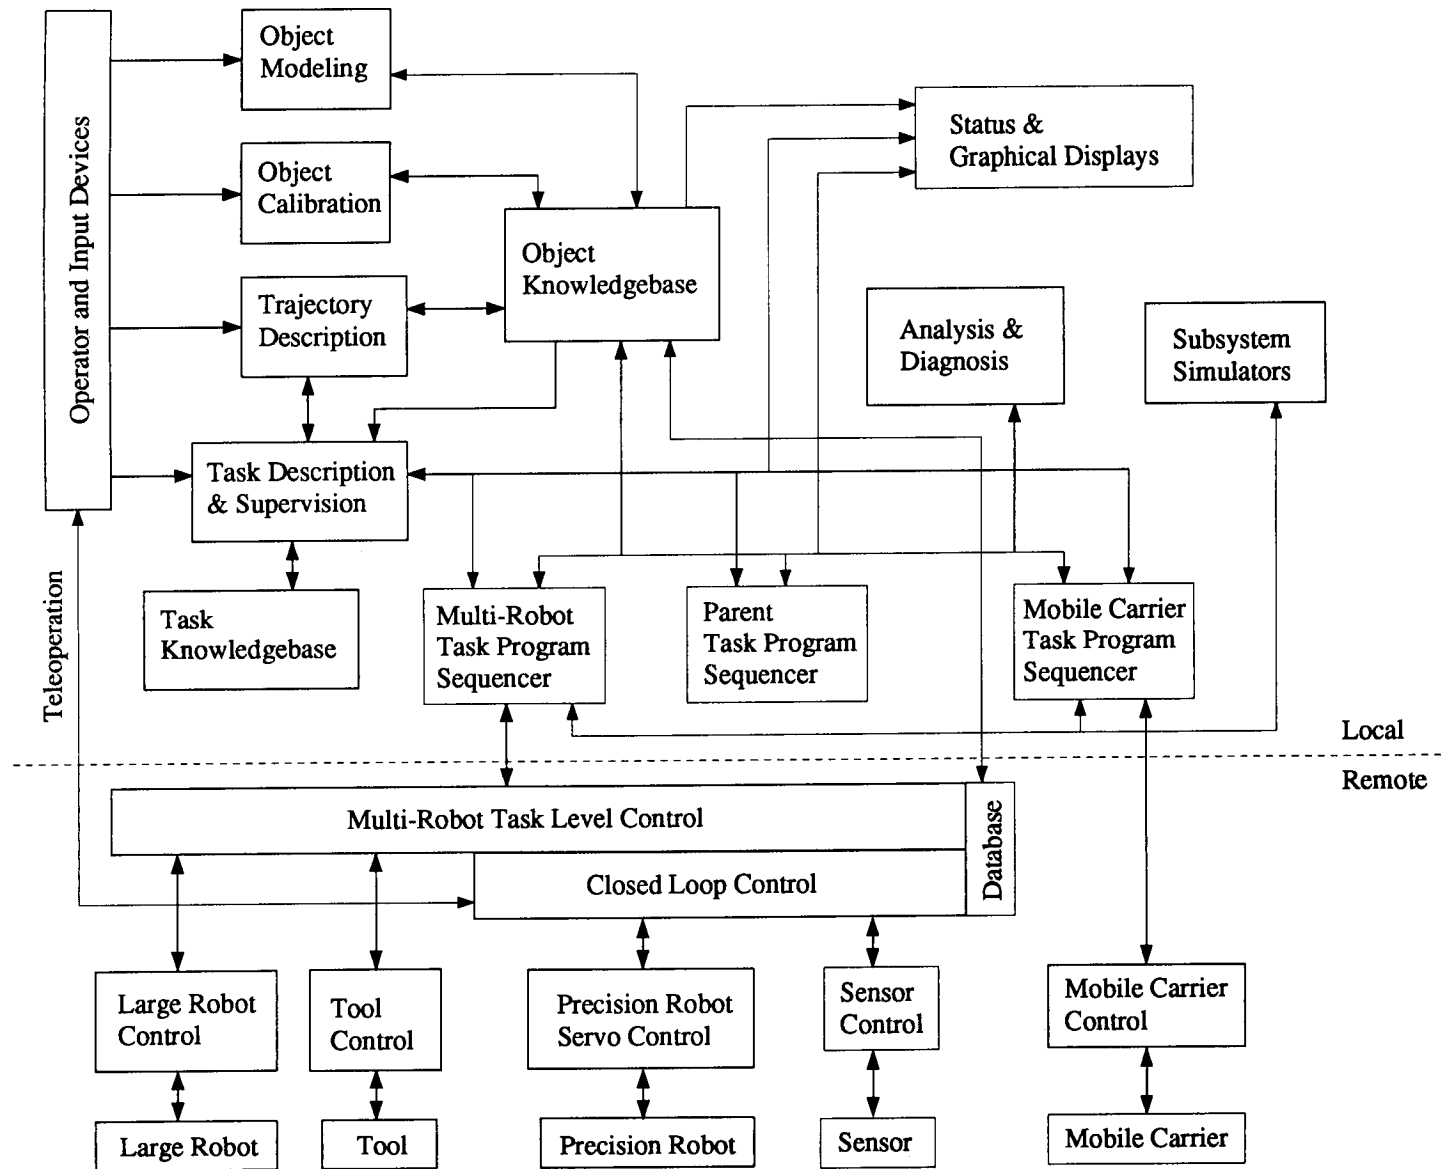 Operator and Input Devices
Object
Modeling
Object
Calibration
Trajectory
Description
Task Description
& Supervision
Task
Knowledgebase
Object
Knowledgebase
Status &
Graphical Displays
Analysis &
Diagnosis
Subsystem
Simulators
Teleoperation
Multi-Robot
Task Program
Sequencer
Parent
Task Program
Sequencer
Mobile Carrier
Task Program
Sequencer
Local
Remote
Multi-Robot Task Level Control
Database
Closed Loop Control
Large Robot
Control
Tool
Control
Precision Robot
Servo Control
Sensor
Control
Mobile Carrier
Control
Large Robot
Tool
Precision Robot
Sensor
Mobile Carrier